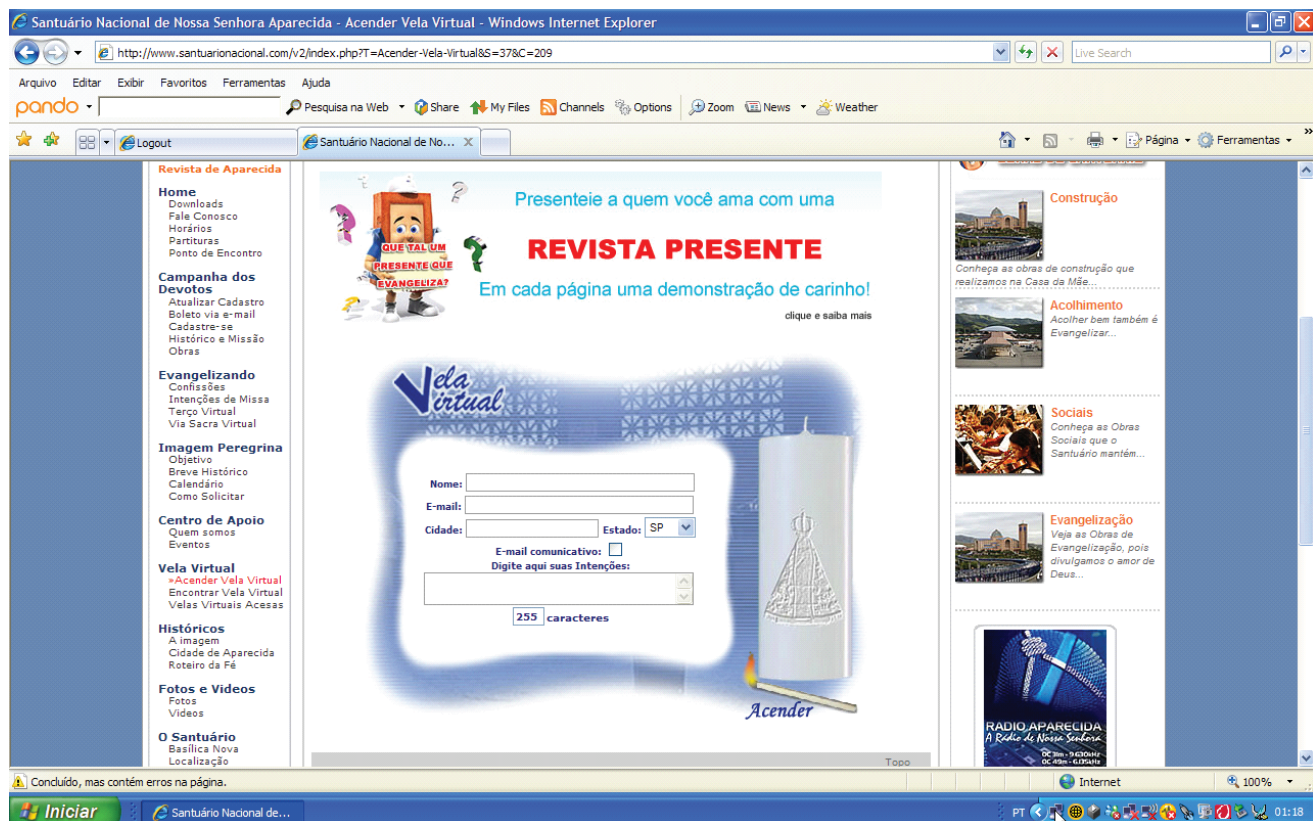 Santuário Nacional de Nossa Senhora Aparecida - Acender Vela Virtual - Windows Internet Explorer
http://www.santuarionacional.com/v2/index.php?T=Acender-Vela-Virtual&S=37&C=209
Live Search
Arquivo Editar Exibir Favoritos Ferramentas Ajuda
pando Pesquisa na Web Share My Files Channels Options Zoom News Weather
Logout
Santuário Nacional de No... X
Página Ferramentas »
Revista de Aparecida
Home
Downloads
Fale Conosco
Horários
Partituras
Ponto de Encontro
Campanha dos
Devotos
Atualizar Cadastro
Boleto via e-mail
Cadastre-se
Histórico e Missão
Obras
Evangelizando
Confissões
Intenções de Missa
Terço Virtual
Via Sacra Virtual
Imagem Peregrina
Objetivo
Breve Histórico
Calendário
Como Solicitar
Centro de Apoio
Quem somos
Eventos
Vela Virtual
»Acender Vela Virtual
Encontrar Vela Virtual
Velas Virtuais Acesas
Históricos
A imagem
Cidade de Aparecida
Roteiro da Fé
Fotos e Videos
Fotos
Videos
O Santuário
Basílica Nova
Localização
QUE TAL UM
PRESENTE QUE
EVANGELIZA?
Presenteie a quem você ama com uma
REVISTA PRESENTE
Em cada página uma demonstração de carinho!
clique e saiba mais
Vela
Virtual
Nome:
E-mail:
Cidade: Estado: SP
E-mail comunicativo:
Digite aqui suas Intenções:
255 caracteres
Acender
Topo
Construção
Conheça as obras de construção que
realizamos na Casa da Mãe...
Acolhimento
Acolher bem também é
Evangelizar...
Sociais
Conheça as Obras
Sociais que o
Santuário mantém...
Evangelização
Veja as Obras de
Evangelização, pois
divulgamos o amor de
Deus...
RADIO APARECIDA
A Radio de Nossa Senhora
OC 31m - 9.630kHz
OC 49m - 6.135kHz
Concluído, mas contém erros na página.
Internet
100%
Iniciar
Santuário Nacional de...
PT
01:18